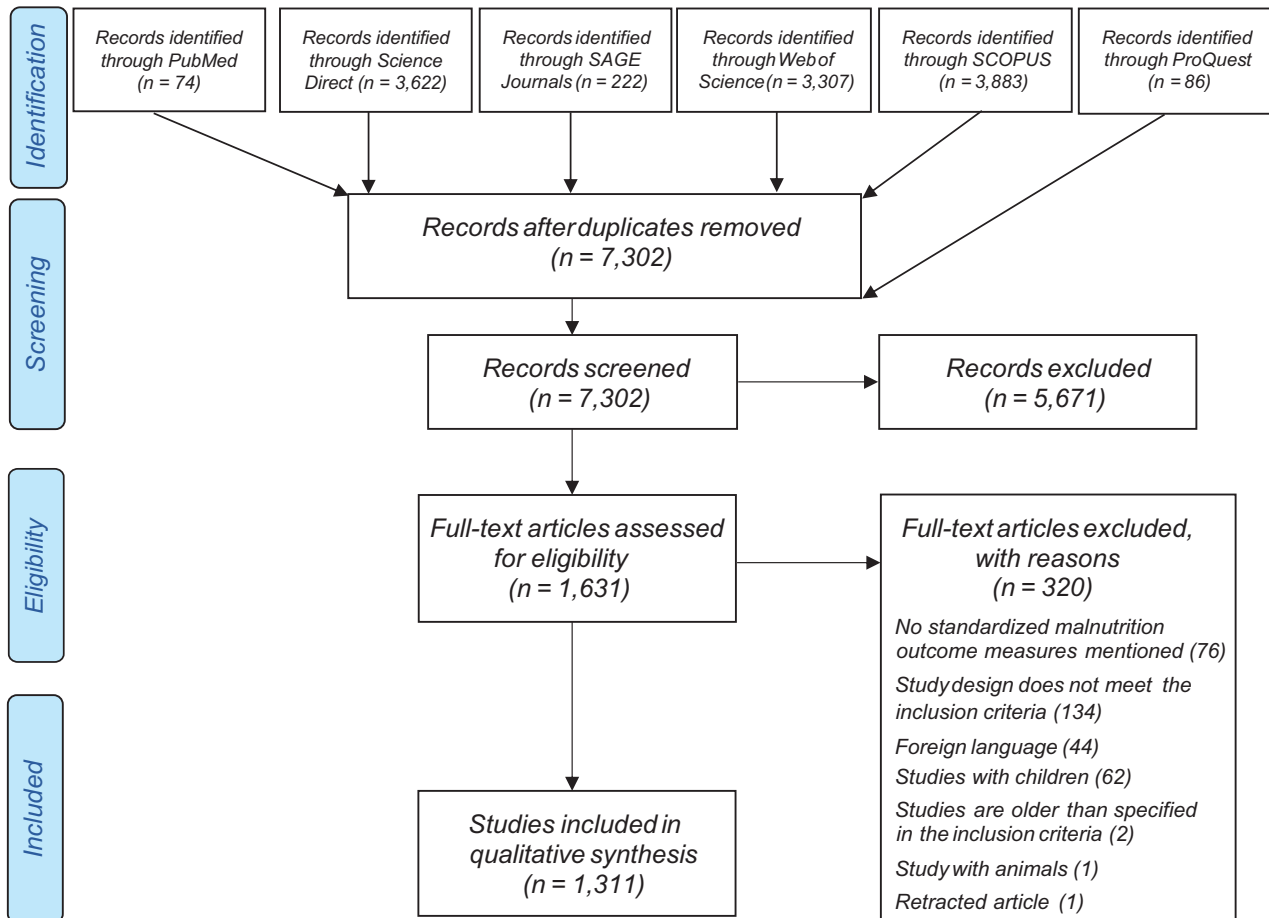 Identification
Records identified
through PubMed
(n = 74)
Records identified
through Science
Direct (n = 3,622)
Records identified
through SAGE
Journals (n = 222)
Records identified
through Web of
Science (n = 3,307)
Records identified
through SCOPUS
(n = 3,883)
Records identified
through ProQuest
(n = 86)
Screening
Records after duplicates removed
(n = 7,302)
Records screened
(n = 7,302)
Records excluded
(n = 5,671)
Eligibility
Full-text articles assessed
for eligibility
(n = 1,631)
Full-text articles excluded,
with reasons
(n = 320)
No standardized malnutrition
outcome measures mentioned (76)
Study design does not meet the
inclusion criteria (134)
Foreign language (44)
Studies with children (62)
Studies are older than specified
in the inclusion criteria (2)
Study with animals (1)
Retracted article (1)
Included
Studies included in
qualitative synthesis
(n = 1,311)